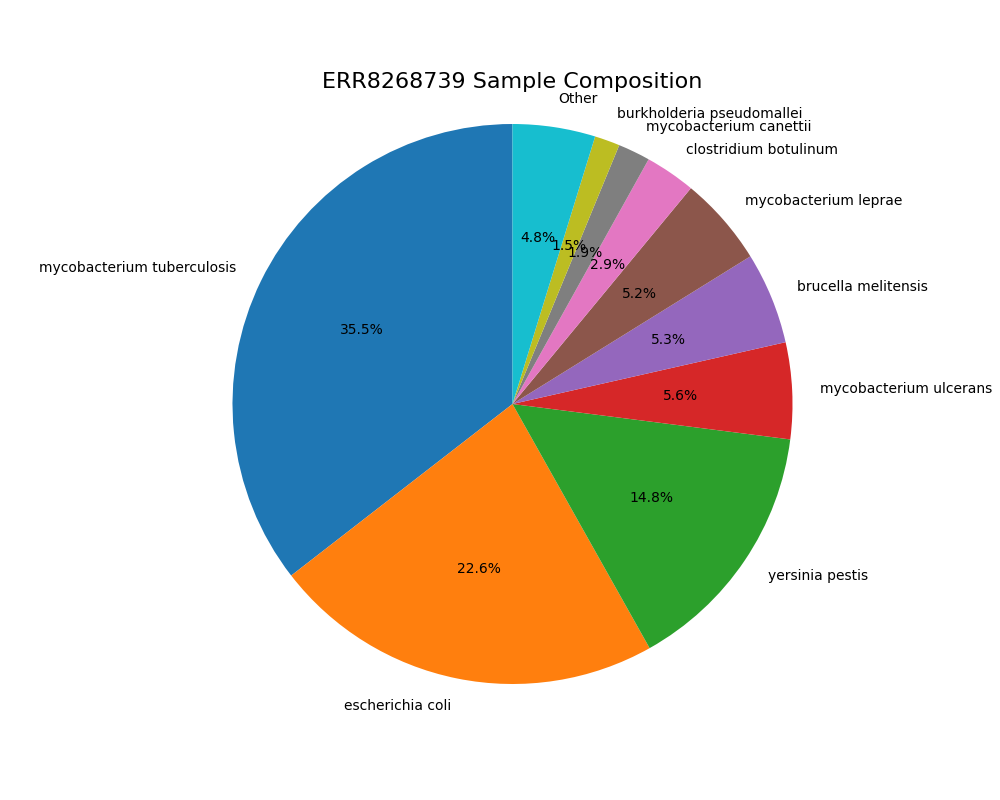 ERR8268739 Sample Composition
Other
burkholderia pseudomallei
mycobacterium canettii
clostridium botulinum
mycobacterium leprae
brucella melitensis
mycobacterium ulcerans
yersinia pestis
escherichia coli
mycobacterium tuberculosis
4.8%
1.5%
1.9%
2.9%
5.2%
5.3%
5.6%
14.8%
22.6%
35.5%